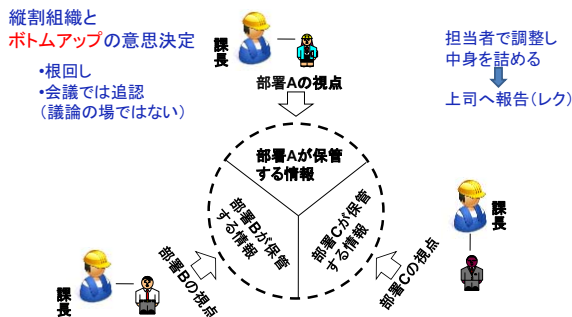 縦割組織と
ボトムアップの意思決定
•根回し
•会議では追認
（議論の場ではない）
課長
部署Aの視点
担当者で調整し
中身を詰める
上司へ報告（レク）
部署Aが保管
する情報
部署Bが保管
する情報
部署Cが保管
する情報
課長
部署Bの視点
課長
部署Cの視点